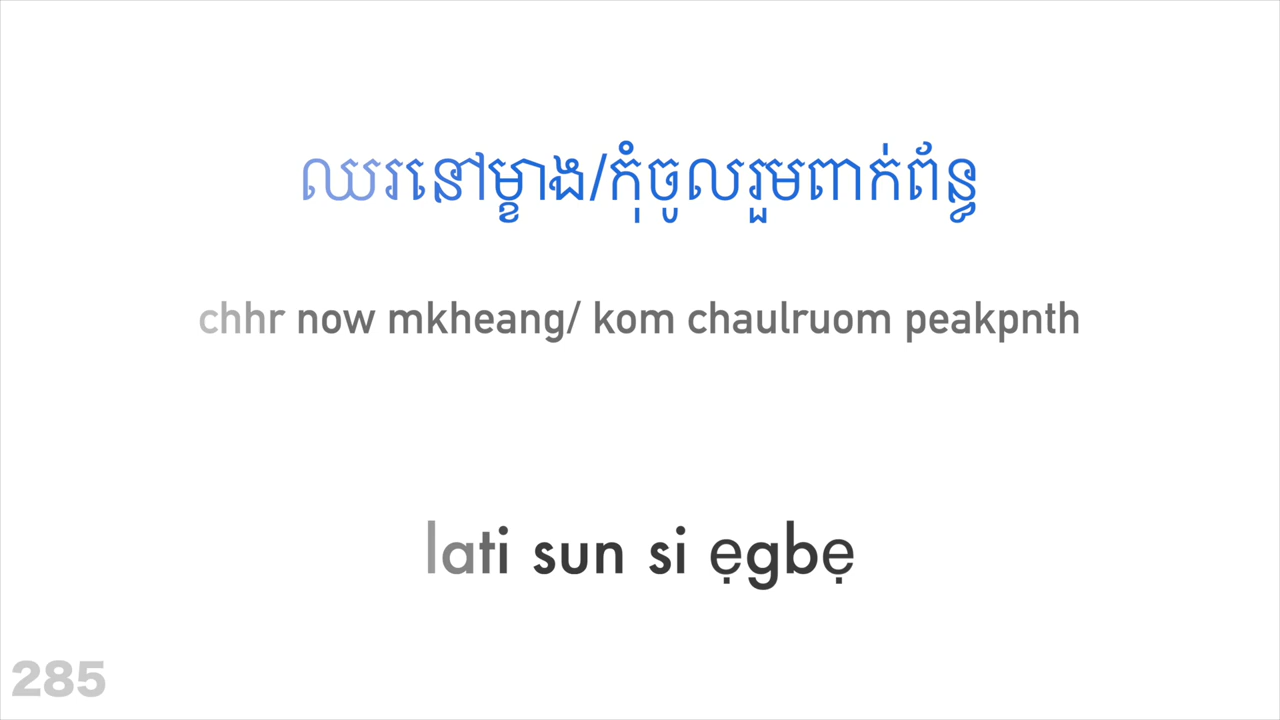 ឈរនៅម្ខាង/កុំចូលរួមពាក់ព័ន្ធ
chhr now mkheang/ kom chaulruom peakpnth
lati sun si ẹgbẹ
285